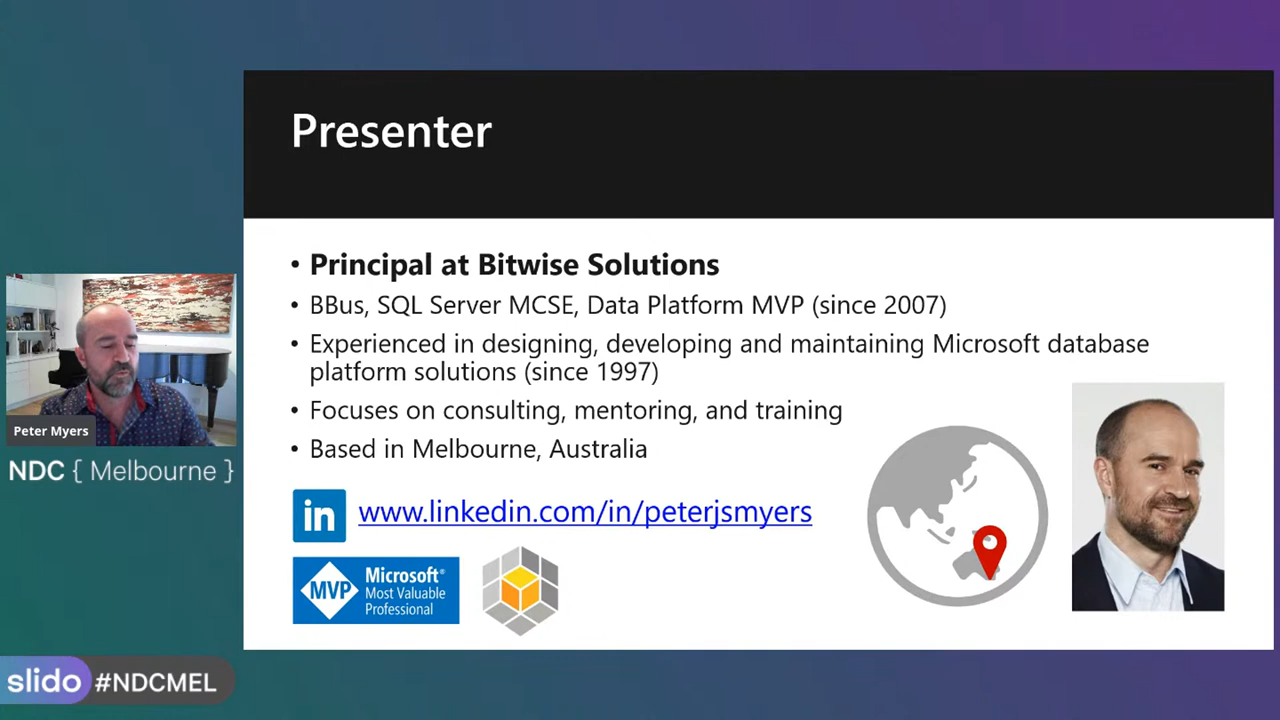 Presenter
• Principal at Bitwise Solutions
• BBus, SQL Server MCSE, Data Platform MVP (since 2007)
• Experienced in designing, developing and maintaining Microsoft database
platform solutions (since 1997)
• Focuses on consulting, mentoring, and training
• Based in Melbourne, Australia
in www.linkedin.com/in/peterjsmyers
MVP
Microsoft®
Most Valuable
Professional
Peter Myers
NDC { Melbourne }
slido #NDCMEL